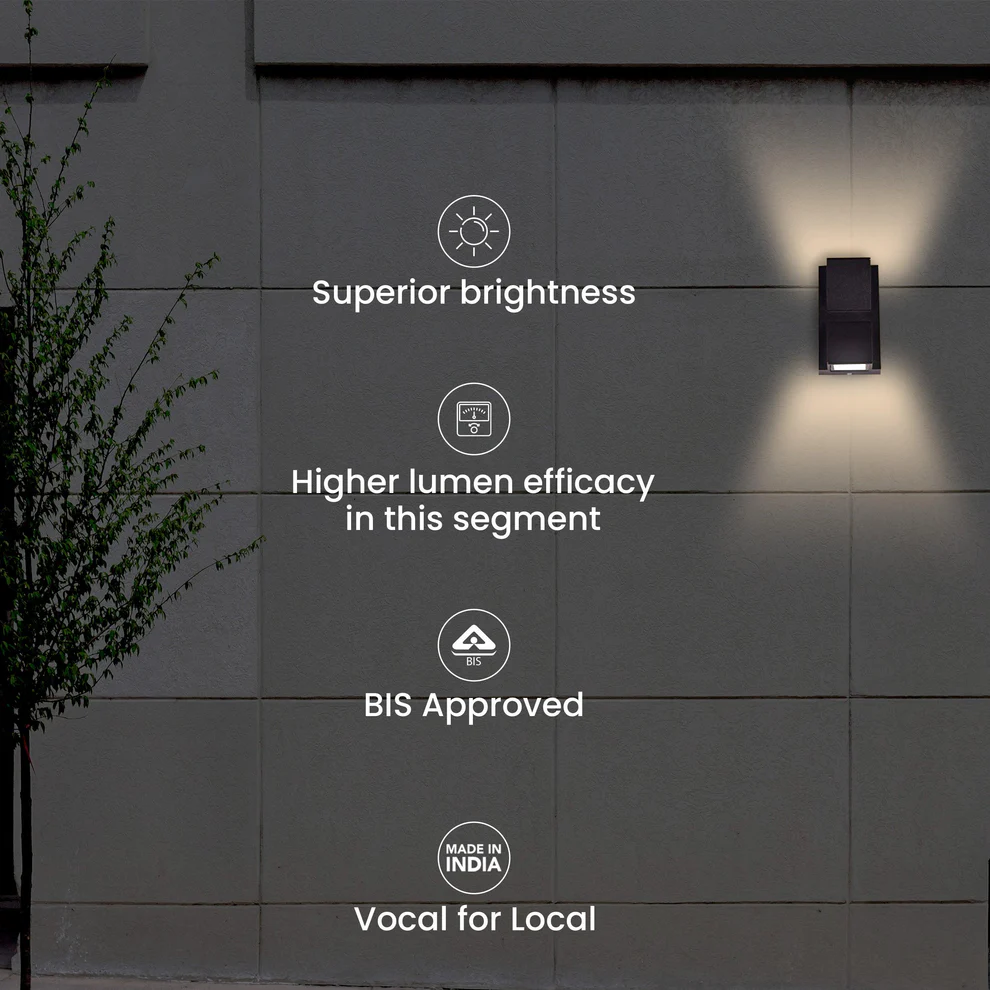 Superior brightness
Higher lumen efficacy
in this segment
BIS
BIS Approved
MADE IN
INDIA
Vocal for Local